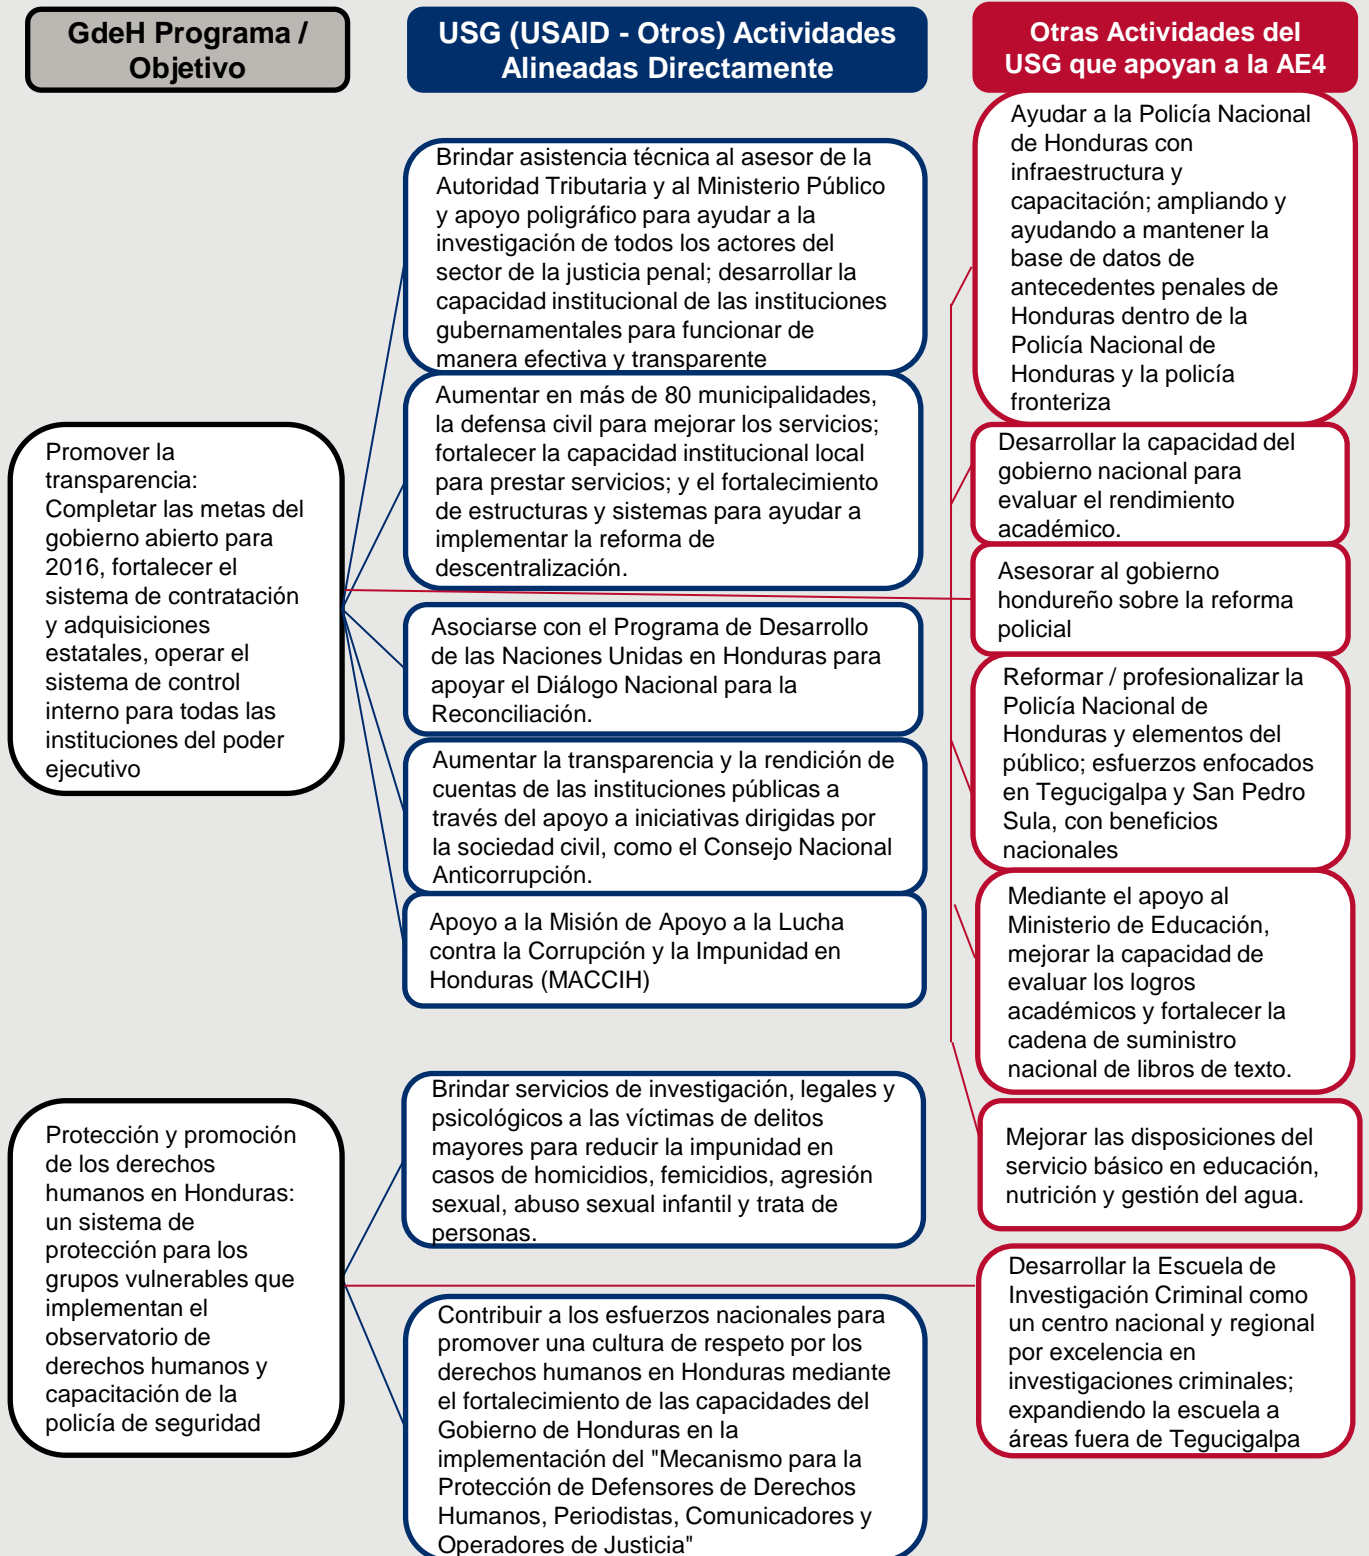 GdeH Programa /
Objetivo
USG (USAID - Otros) Actividades
Alineadas Directamente
Otras Actividades del
USG que apoyan a la AE4
Promover la
transparencia:
Completar las metas del
gobierno abierto para
2016, fortalecer el
sistema de contratación
y adquisiciones
estatales, operar el
sistema de control
interno para todas las
instituciones del poder
ejecutivo
Brindar asistencia técnica al asesor de la
Autoridad Tributaria y al Ministerio Público
y apoyo poligráfico para ayudar a la
investigación de todos los actores del
sector de la justicia penal; desarrollar la
capacidad institucional de las instituciones
gubernamentales para funcionar de
manera efectiva y transparente
Aumentar en más de 80 municipalidades,
la defensa civil para mejorar los servicios;
fortalecer la capacidad institucional local
para prestar servicios; y el fortalecimiento
de estructuras y sistemas para ayudar a
implementar la reforma de
descentralización.
Asociarse con el Programa de Desarrollo
de las Naciones Unidas en Honduras para
apoyar el Diálogo Nacional para la
Reconciliación.
Aumentar la transparencia y la rendición de
cuentas de las instituciones públicas a
través del apoyo a iniciativas dirigidas por
la sociedad civil, como el Consejo Nacional
Anticorrupción.
Apoyo a la Misión de Apoyo a la Lucha
contra la Corrupción y la Impunidad en
Honduras (MACCIH)
Ayudar a la Policía Nacional
de Honduras con
infraestructura y
capacitación; ampliando y
ayudando a mantener la
base de datos de
antecedentes penales de
Honduras dentro de la
Policía Nacional de
Honduras y la policía
fronteriza
Desarrollar la capacidad del
gobierno nacional para
evaluar el rendimiento
académico.
Asesorar al gobierno
hondureño sobre la reforma
policial
Reformar / profesionalizar la
Policía Nacional de
Honduras y elementos del
público; esfuerzos enfocados
en Tegucigalpa y San Pedro
Sula, con beneficios
nacionales
Mediante el apoyo al
Ministerio de Educación,
mejorar la capacidad de
evaluar los logros
académicos y fortalecer la
cadena de suministro
nacional de libros de texto.
Mejorar las disposiciones del
servicio básico en educación,
nutrición y gestión del agua.
Protección y promoción
de los derechos
humanos en Honduras:
un sistema de
protección para los
grupos vulnerables que
implementan el
observatorio de
derechos humanos y
capacitación de la
policía de seguridad
Brindar servicios de investigación, legales y
psicológicos a las víctimas de delitos
mayores para reducir la impunidad en
casos de homicidios, femicidios, agresión
sexual, abuso sexual infantil y trata de
personas.
Contribuir a los esfuerzos nacionales para
promover una cultura de respeto por los
derechos humanos en Honduras mediante
el fortalecimiento de las capacidades del
Gobierno de Honduras en la
implementación del "Mecanismo para la
Protección de Defensores de Derechos
Humanos, Periodistas, Comunicadores y
Operadores de Justicia"
Desarrollar la Escuela de
Investigación Criminal como
un centro nacional y regional
por excelencia en
investigaciones criminales;
expandiendo la escuela a
áreas fuera de Tegucigalpa